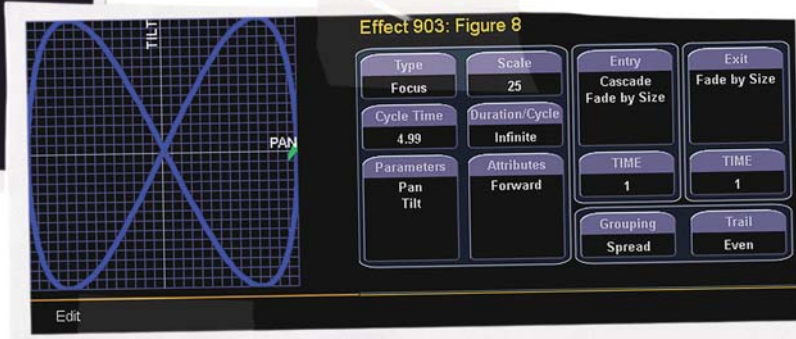 Effect 903: Figure 8
TILT
PAN
Type
Focus
Scale
25
Entry
Cascade
Fade by Size
Exit
Fade by Size
Cycle Time
4.99
Duration/Cycle
Infinite
Parameters
Pan
Tilt
Attributes
Forward
TIME
1
TIME
1
Grouping
Spread
Trail
Even
Edit